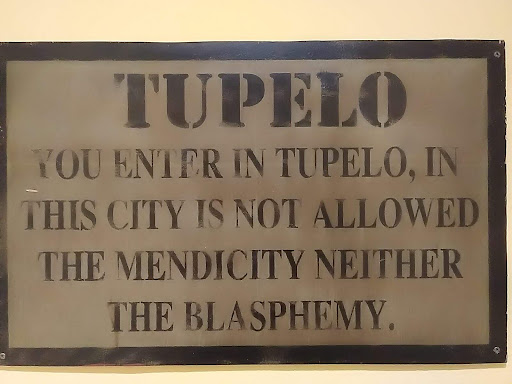 TUPELO
YOU ENTER IN TUPELO, IN
THIS CITY IS NOT ALLOWED
THE MENDICITY NEITHER
THE BLASPHEMY.